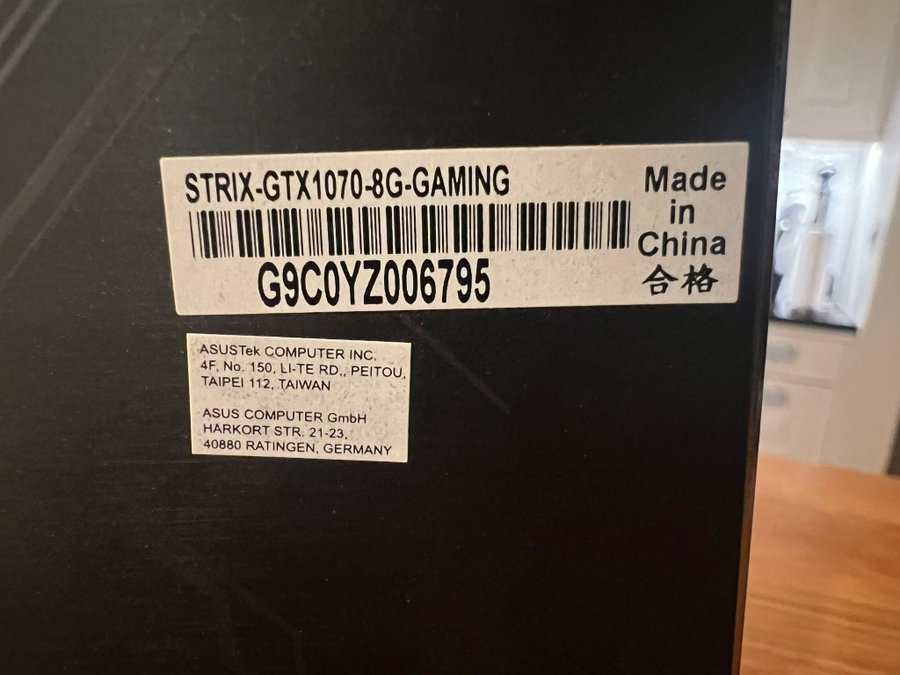 STRIX-GTX1070-8G-GAMING
G9C0YZ006795
Made
in
China
合格
ASUSTek COMPUTER INC.
4F, No. 150, LI-TE RD., PEITOU,
TAIPEI 112, TAIWAN
ASUS COMPUTER GmbH
HARKORT STR. 21-23,
40880 RATINGEN, GERMANY